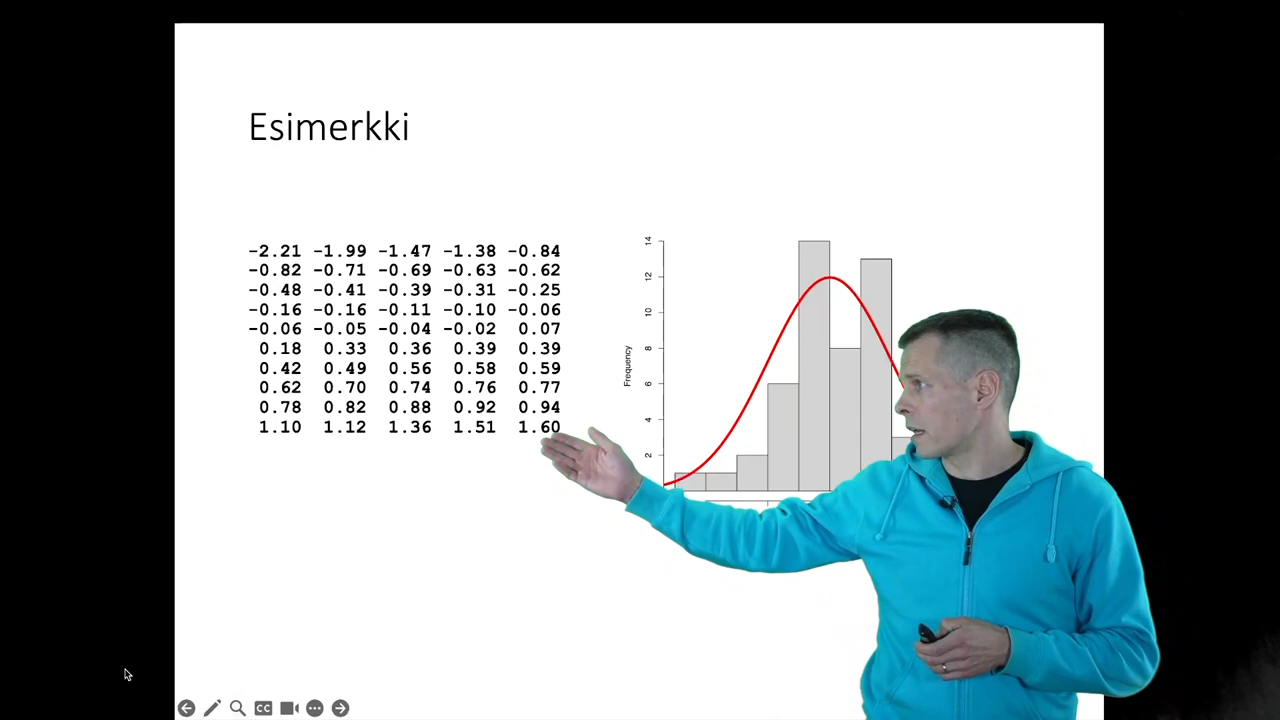 Esimerkki
-2.21 -1.99 -1.47 -1.38 -0.84
-0.82 -0.71 -0.69 -0.63 -0.62
-0.48 -0.41 -0.39 -0.31 -0.25
-0.16 -0.16 -0.11 -0.10 -0.06
-0.06 -0.05 -0.04 -0.02 0.07
0.18 0.33 0.36 0.39 0.39
0.42 0.49 0.56 0.58 0.59
0.62 0.70 0.74 0.76 0.77
0.78 0.82 0.88 0.92 0.94
1.10 1.12 1.36 1.51 1.60
Frequency
14
12
10
8
6
4
2
CC